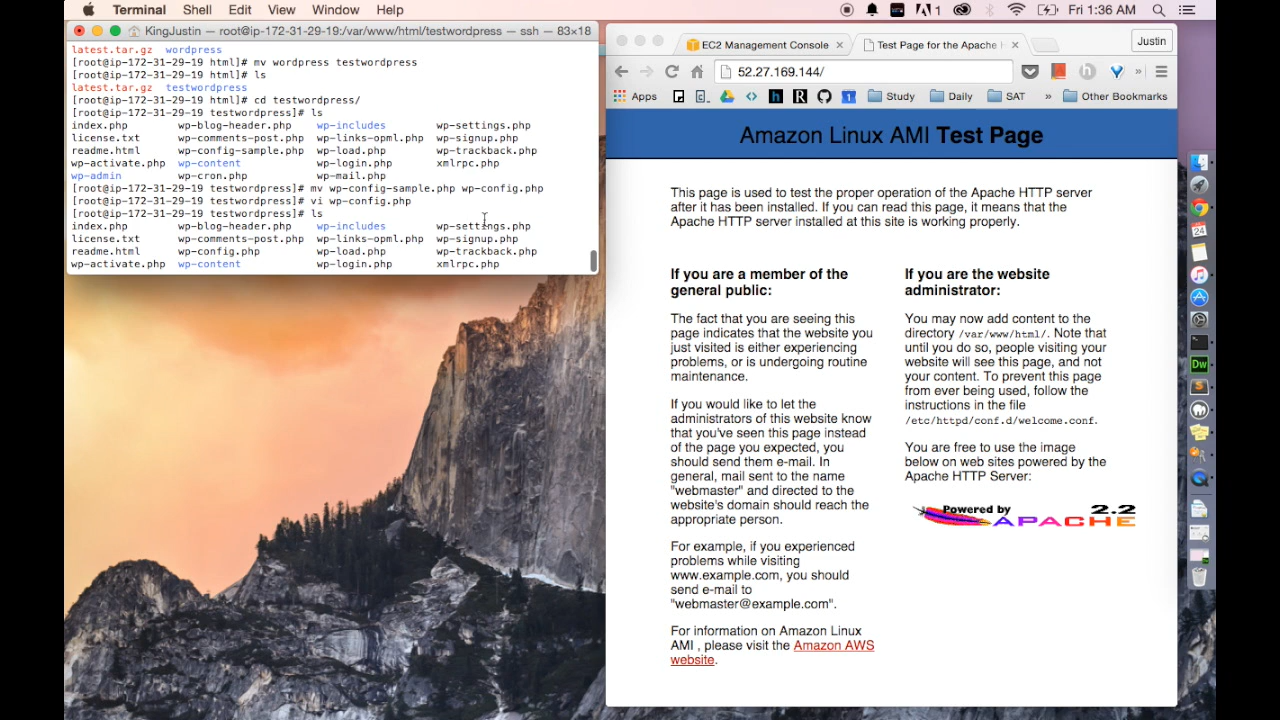 Terminal Shell Edit View Window Help
1 Fri 1:36 AM
KingJustin — root@ip-172-31-29-19:/var/www/html/testwordpress — ssh — 83×18
latest.tar.gz wordpress
[root@ip-172-31-29-19 html]# mv wordpress testwordpress
[root@ip-172-31-29-19 html]# ls
latest.tar.gz testwordpress
[root@ip-172-31-29-19 html]# cd testwordpress/
[root@ip-172-31-29-19 testwordpress]# ls
index.php wp-blog-header.php wp-includes wp-settings.php
license.txt wp-comments-post.php wp-links-opml.php wp-signup.php
readme.html wp-config-sample.php wp-load.php wp-trackback.php
wp-activate.php wp-content wp-login.php xmlrpc.php
wp-admin wp-cron.php wp-mail.php
[root@ip-172-31-29-19 testwordpress]# mv wp-config-sample.php wp-config.php
[root@ip-172-31-29-19 testwordpress]# vi wp-config.php
[root@ip-172-31-29-19 testwordpress]# ls
index.php wp-blog-header.php wp-includes wp-settings.php
license.txt wp-comments-post.php wp-links-opml.php wp-signup.php
readme.html wp-config.php wp-load.php wp-trackback.php
wp-activate.php wp-content wp-login.php xmlrpc.php
EC2 Management Console
Test Page for the Apache
Justin
52.27.169.144/
Apps
Study
Daily
SAT
»
Other Bookmarks
Amazon Linux AMI Test Page
This page is used to test the proper operation of the Apache HTTP server
after it has been installed. If you can read this page, it means that the
Apache HTTP server installed at this site is working properly.
If you are a member of the
general public:
The fact that you are seeing this
page indicates that the website you
just visited is either experiencing
problems, or is undergoing routine
maintenance.
If you would like to let the
administrators of this website know
that you've seen this page instead
of the page you expected, you
should send them e-mail. In
general, mail sent to the name
"webmaster" and directed to the
website's domain should reach the
appropriate person.
For example, if you experienced
problems while visiting
www.example.com, you should
send e-mail to
"webmaster@example.com".
For information on Amazon Linux
AMI , please visit the Amazon AWS
website.
If you are the website
administrator:
You may now add content to the
directory /var/www/html/. Note that
until you do so, people visiting your
website will see this page, and not
your content. To prevent this page
from ever being used, follow the
instructions in the file
/etc/httpd/conf.d/welcome.conf.
You are free to use the image
below on web sites powered by the
Apache HTTP Server:
Powered by 2.2
APACHE
24
Dw